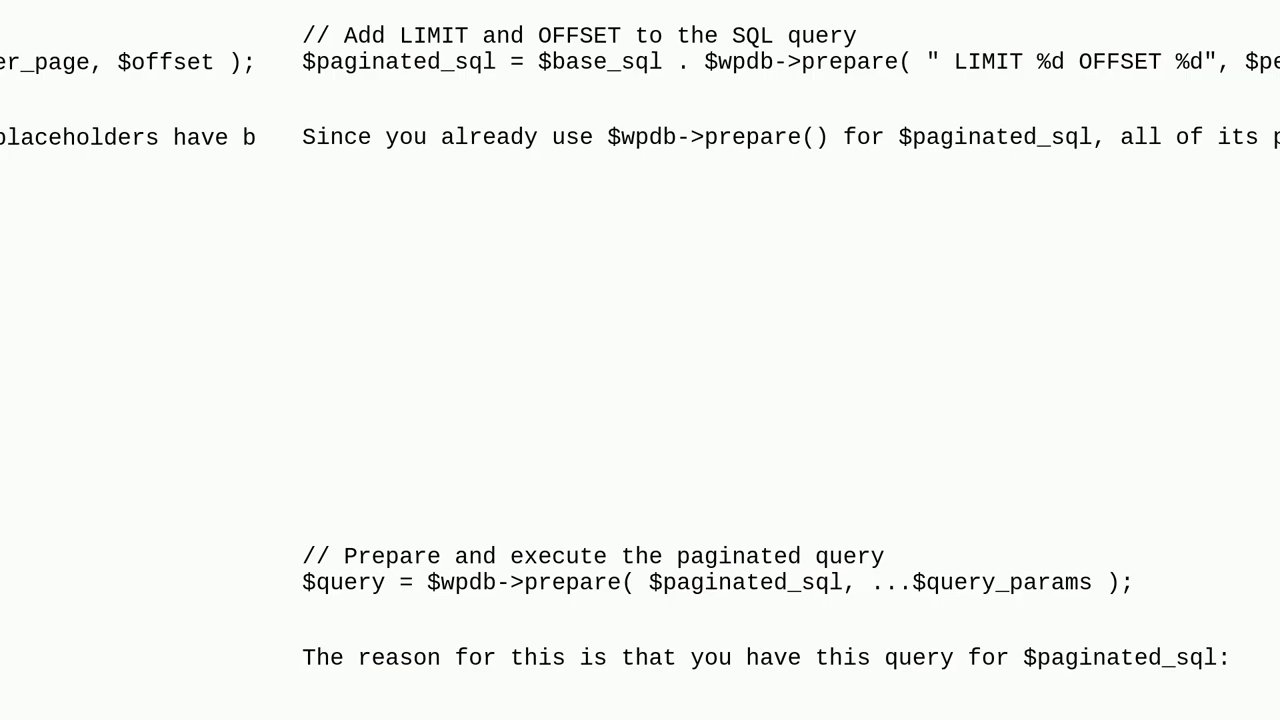 // Add LIMIT and OFFSET to the SQL query
er_page, $offset ); $paginated_sql = $base_sql . $wpdb->prepare( " LIMIT %d OFFSET %d", $pe
placeholders have b Since you already use $wpdb->prepare() for $paginated_sql, all of its p
// Prepare and execute the paginated query
$query = $wpdb->prepare( $paginated_sql, ...$query_params );
The reason for this is that you have this query for $paginated_sql: